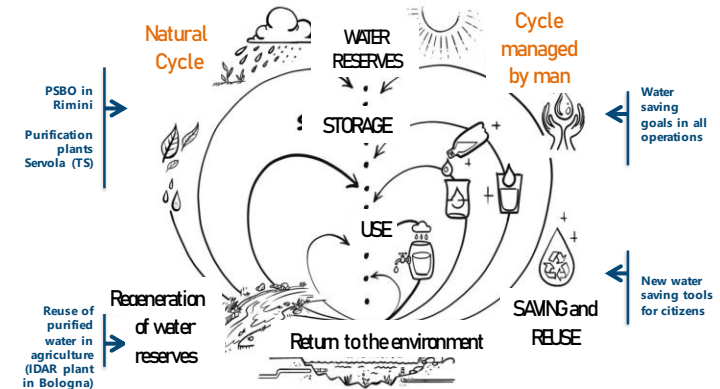 Natural
Cycle
WATER
RESERVES
Cycle
managed
by man
PSBO in
Rimini
Purification
plants
Servola (TS)
STORAGE
Water
saving
goals in all
operations
USE
Regeneration
of water
reserves
SAVING and
REUSE
New water
saving tools
for citizens
Reuse of
purified
water in
agriculture
(IDAR plant
in Bologna)
Return to the environment